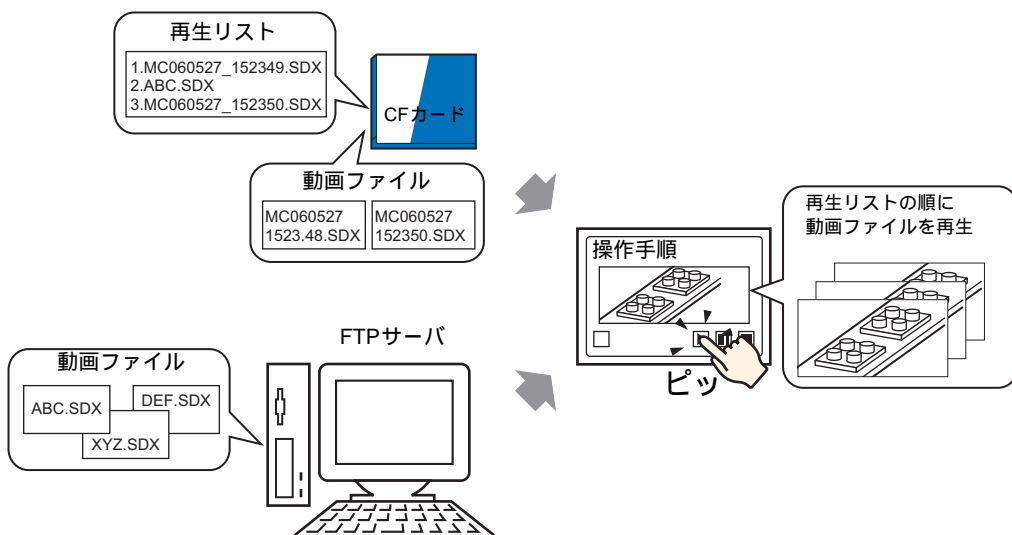 再生リスト
1.MC060527_152349.SDX
2.ABC.SDX
3.MC060527_152350.SDX
CFカード
動画ファイル
MC060527
1523.48.SDX
MC060527
152350.SDX
再生リストの順に
動画ファイルを再生
操作手順
ピッ
FTPサーバ
動画ファイル
ABC.SDX
DEF.SDX
XYZ.SDX